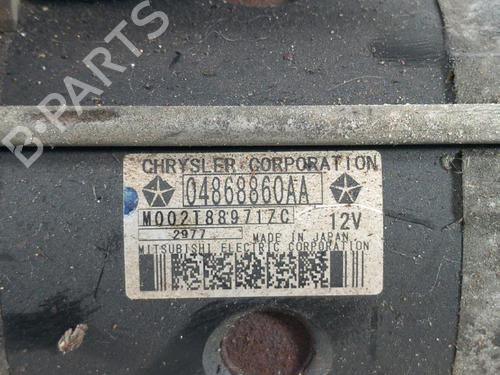 B-PARTS
CHRYSLER CORPORATION
04868860AA
M002T88971ZC 12V
2977 MADE IN JAPAN
MITSUBISHI ELECTRIC CORPORATION